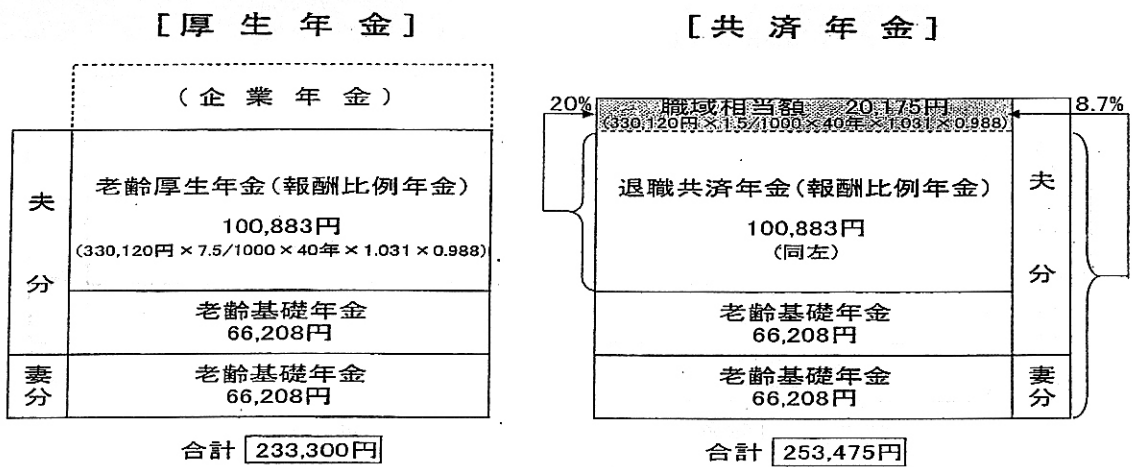 [厚生年金]
(企業年金)
夫分
老齢厚生年金(報酬比例年金)
100,883円
(330,120円×7.5/1000×40年×1.031×0.988)
老齢基礎年金
66,208円
妻分
老齢基礎年金
66,208円
合計 233,300円
[共済年金]
20%
職域相当額 20,175円
(330,120円×1.5/1000×40年×1.031×0.988)
8.7%
退職共済年金(報酬比例年金)
100,883円
(同左)
夫分
老齢基礎年金
66,208円
老齢基礎年金
66,208円
妻分
合計 253,475円